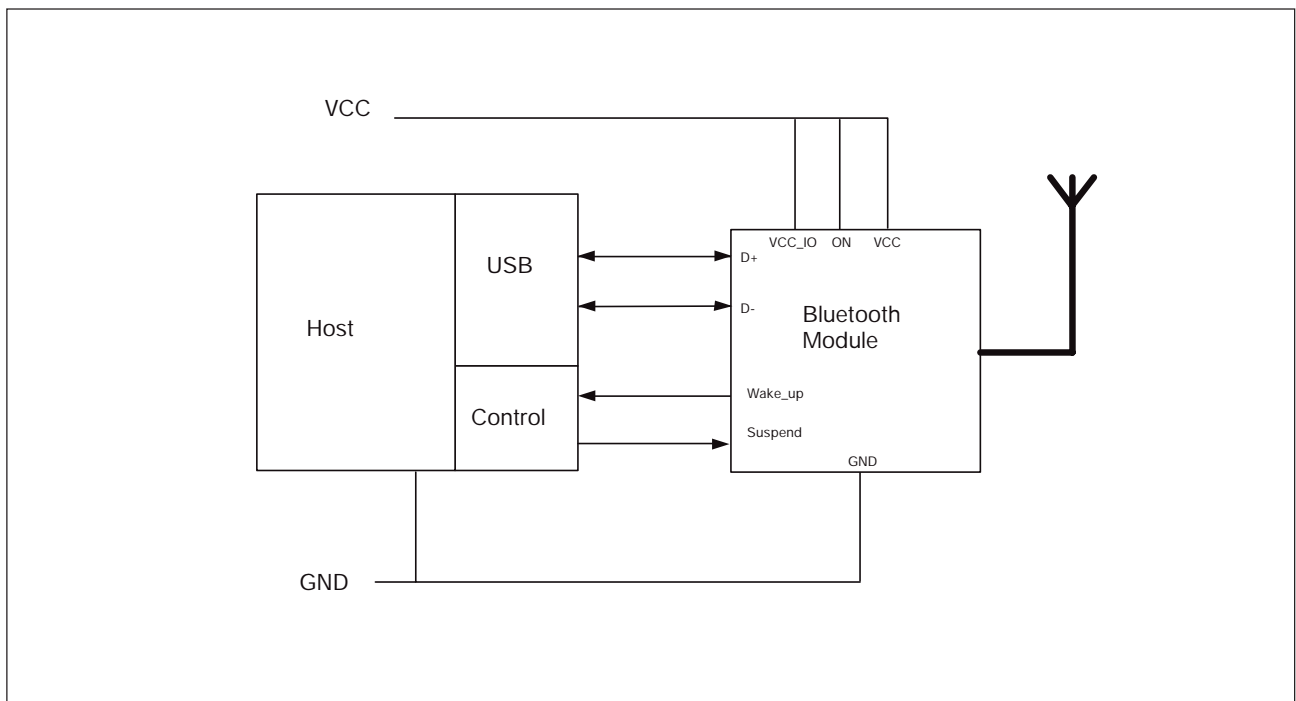 VCC
VCC_IO ON VCC
USB
D+
D-
Host
Bluetooth
Module
Wake_up
Control
Suspend
GND
GND